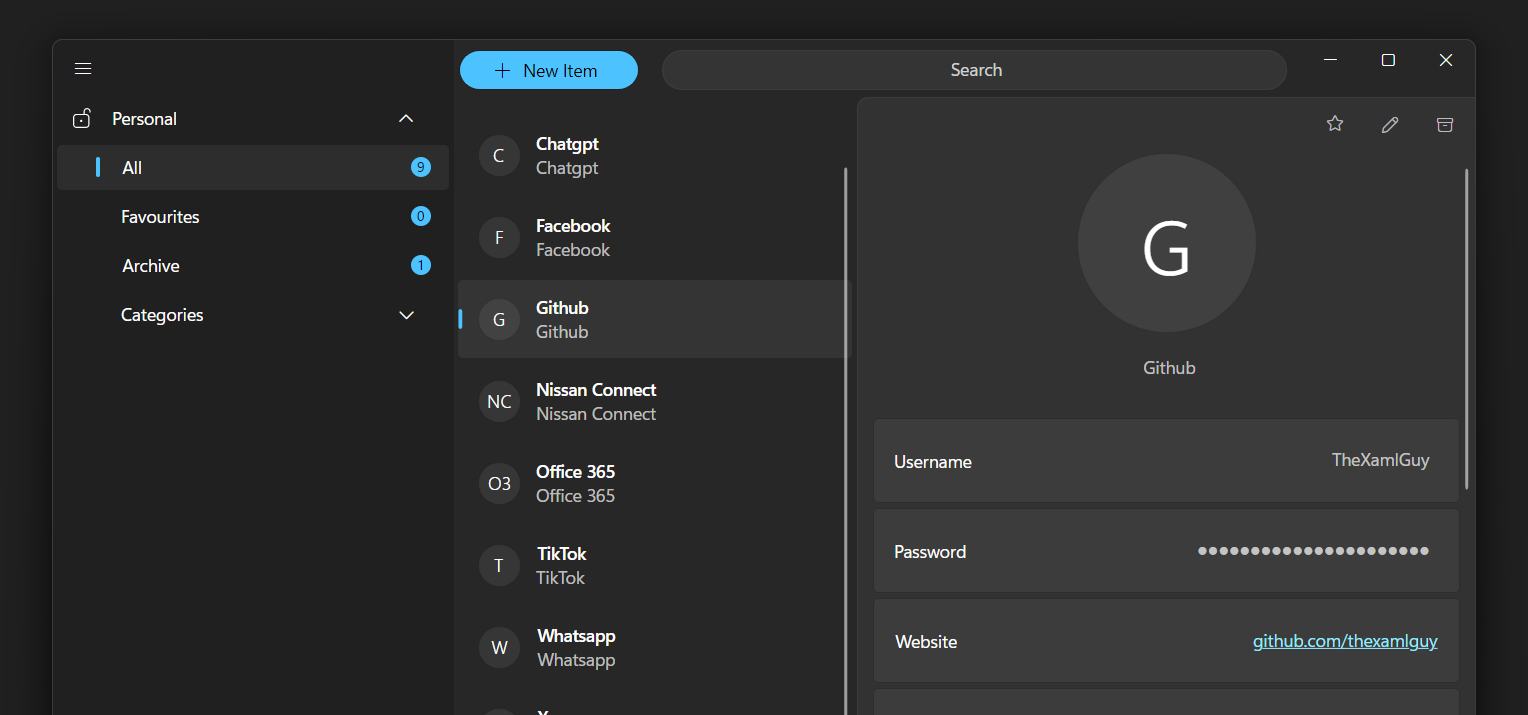 New Item
Search
Personal
All
9
Favourites
0
Archive
1
Categories
C
Chatgpt
Chatgpt
F
Facebook
Facebook
G
Github
Github
NC
Nissan Connect
Nissan Connect
O3
Office 365
Office 365
T
TikTok
TikTok
W
Whatsapp
Whatsapp
G
Github
Username
TheXamlGuy
Password
●●●●●●●●●●●●●●●●●●●●●●
Website
github.com/thexamlguy